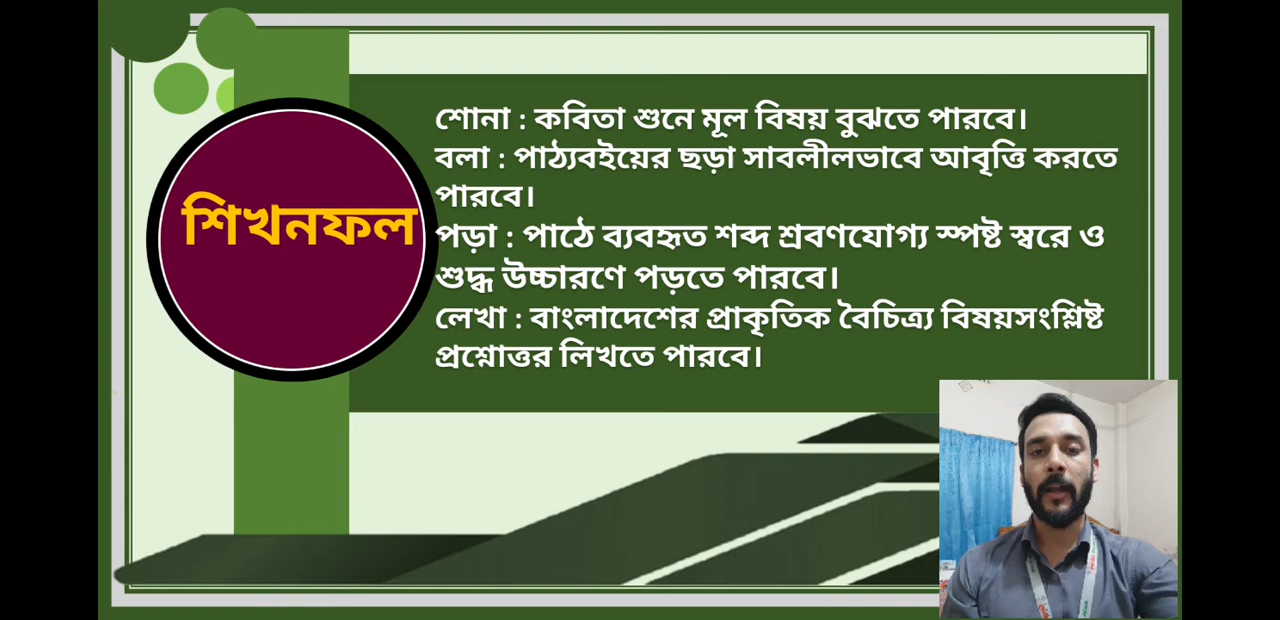 শিখনফল
শোনা : কবিতা শুনে মূল বিষয় বুঝতে পারবে।
বলা : পাঠ্যবইয়ের ছড়া সাবলীলভাবে আবৃত্তি করতে
পারবে।
পড়া : পাঠে ব্যবহৃত শব্দ শ্রবণযোগ্য স্পষ্ট স্বরে ও
শুদ্ধ উচ্চারণে পড়তে পারবে।
লেখা : বাংলাদেশের প্রাকৃতিক বৈচিত্র্য বিষয়সংশ্লিষ্ট
প্রশ্নোত্তর লিখতে পারবে।